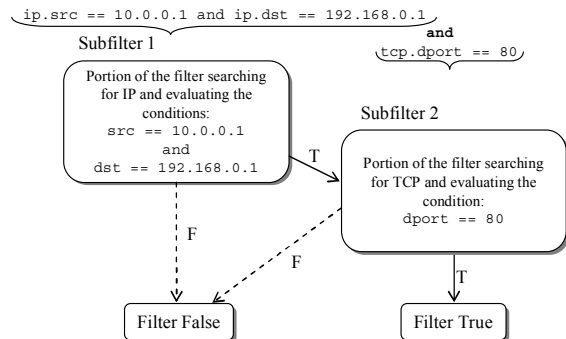 ip.src == 10.0.0.1 and ip.dst == 192.168.0.1
and
tcp.dport == 80
Subfilter 1
Portion of the filter searching
for IP and evaluating the
conditions:
src == 10.0.0.1
and
dst == 192.168.0.1
Subfilter 2
Portion of the filter searching
for TCP and evaluating the
condition:
dport == 80
T
F
F
T
Filter False
Filter True